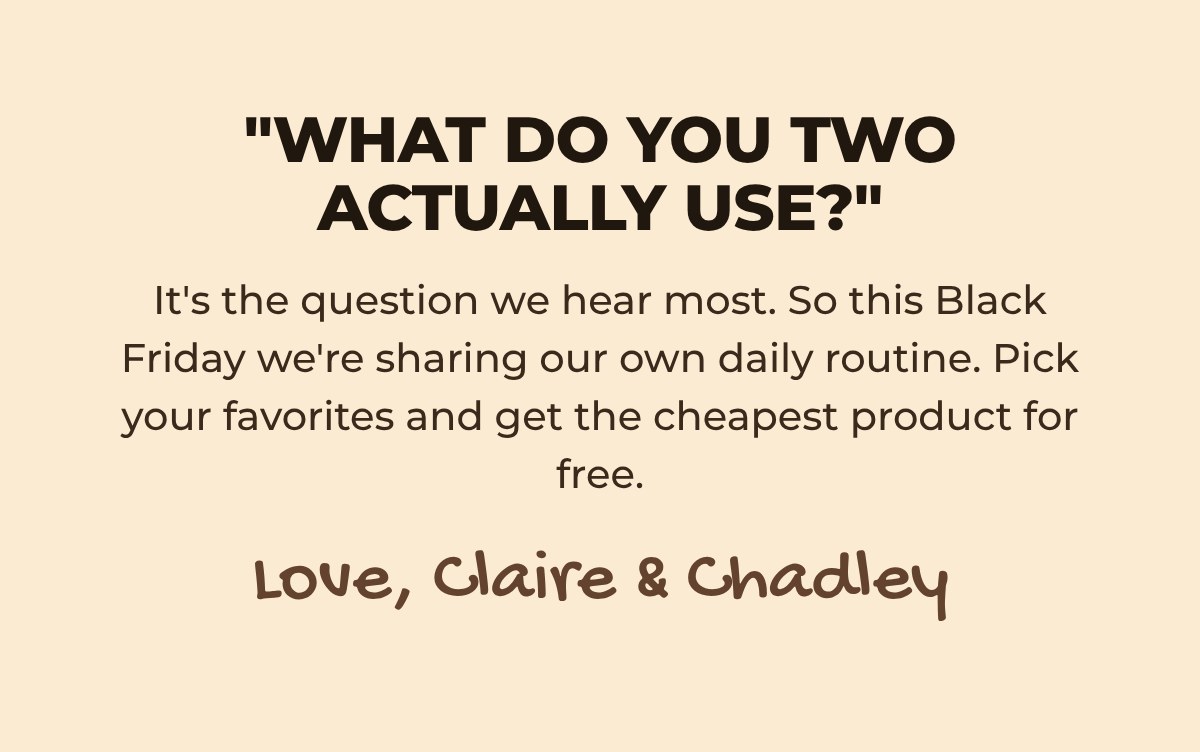 "WHAT DO YOU TWO
ACTUALLY USE?"
It's the question we hear most. So this Black
Friday we're sharing our own daily routine. Pick
your favorites and get the cheapest product for
free.
Love, Claire & Chadley